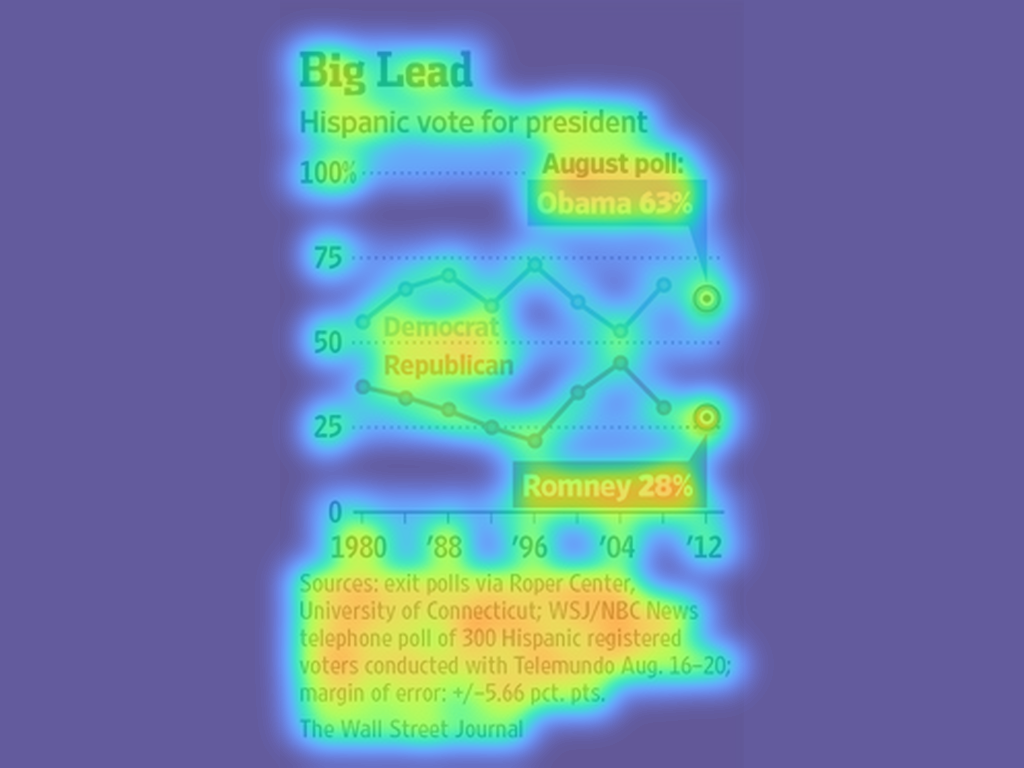 Big Lead
Hispanic vote for president
100%
August poll:
Obama 63%
75
Democrat
50
Republican
25
Romney 28%
0
1980 ’88 ’96 ’04 ’12
Sources: exit polls via Roper Center,
University of Connecticut; WSJ/NBC News
telephone poll of 300 Hispanic registered
voters conducted with Telemundo Aug. 16–20;
margin of error: +/–5.66 pct. pts.
The Wall Street Journal